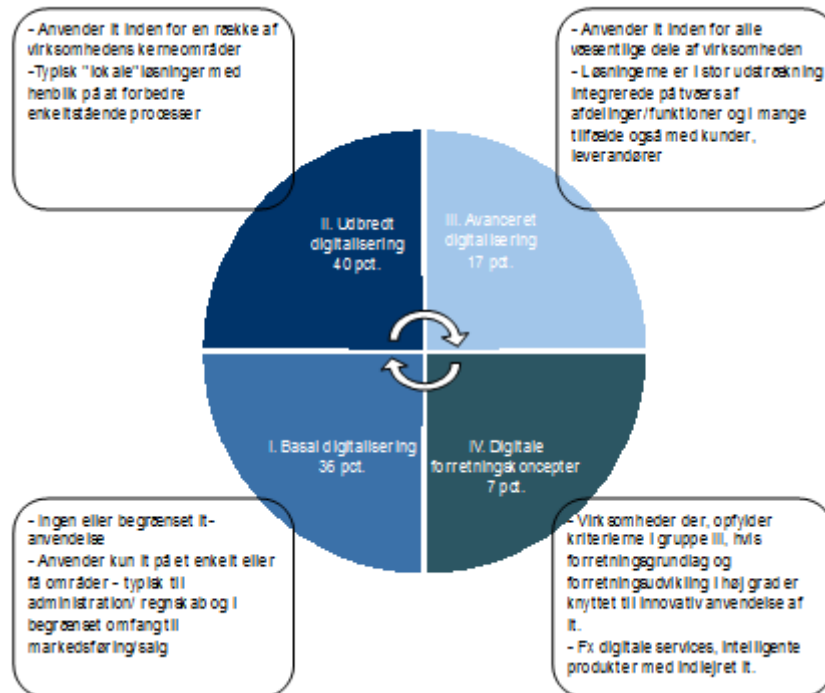 - Anvender it inden for en række af
virksomhedens kerneområder
-Typisk "lokale" løsninger med
henblik på at forbedre
enkeltstående processer
- Anvender it inden for alle
væsentlige dele af virksomheden
- Løsningerne er i stor udstrækning
integrerede på tværs af
afdelinger/funktioner og i mange
tilfælde også med kunder,
leverandører
II. Udbredt
digitalisering
40 pct.
III. Avanceret
digitalisering
17 pct.
I. Basal digitalisering
36 pct.
IV. Digitale
forretningskoncepter
7 pct.
- Ingen eller begrænset it-
anvendelse
- Anvender kun it på et enkelt eller
få områder - typisk til
administration/ regnskab og i
begrænset omfang til
markedsføring/salg
- Virksomheder der, opfylder
kriterierne i gruppe III, hvis
forretningsgrundlag og
forretningsudvikling i høj grad er
knyttet til innovativ anvendelse af
it.
- Fx digitale services, intelligente
produkter med indlejret it.